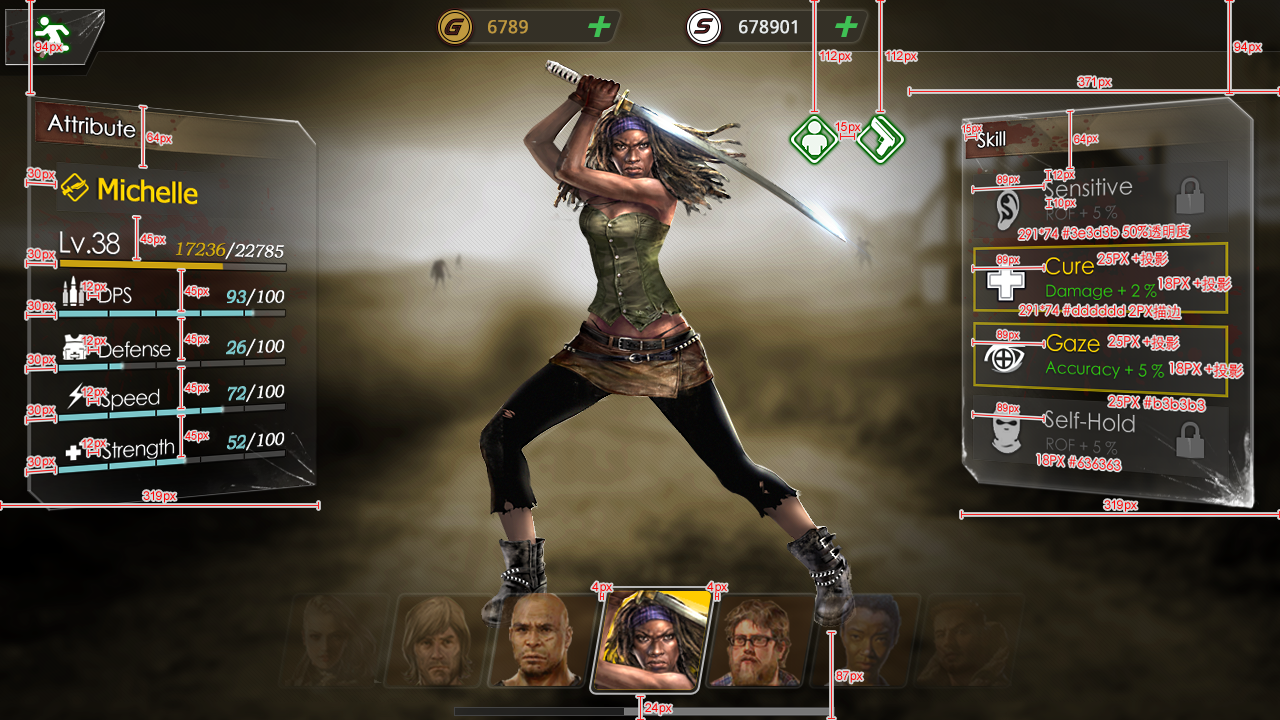 94px
G 6789
S 678901
112px
112px
94px
371px
Attribute
64px
15px
15px
Skill
64px
30px
Michelle
89px
12px
Sensitive
10px
ROF + 5 %
291*74 #3e3d3b 50%透明度
Lv.38
45px
17236/22785
30px
89px
Cure
25PX +投影
Damage + 2 %
18PX +投影
291*74 #dddddd 2PX描边
12px
DPS
45px
93/100
30px
12px
Defense
45px
26/100
30px
89px
Gaze
25PX +投影
Accuracy + 5 %
18PX +投影
12px
Speed
45px
72/100
30px
25PX #b3b3b3
89px
Self-Hold
ROF + 5 %
18PX #636363
12px
Strength
45px
52/100
30px
319px
319px
4px
4px
87px
24px